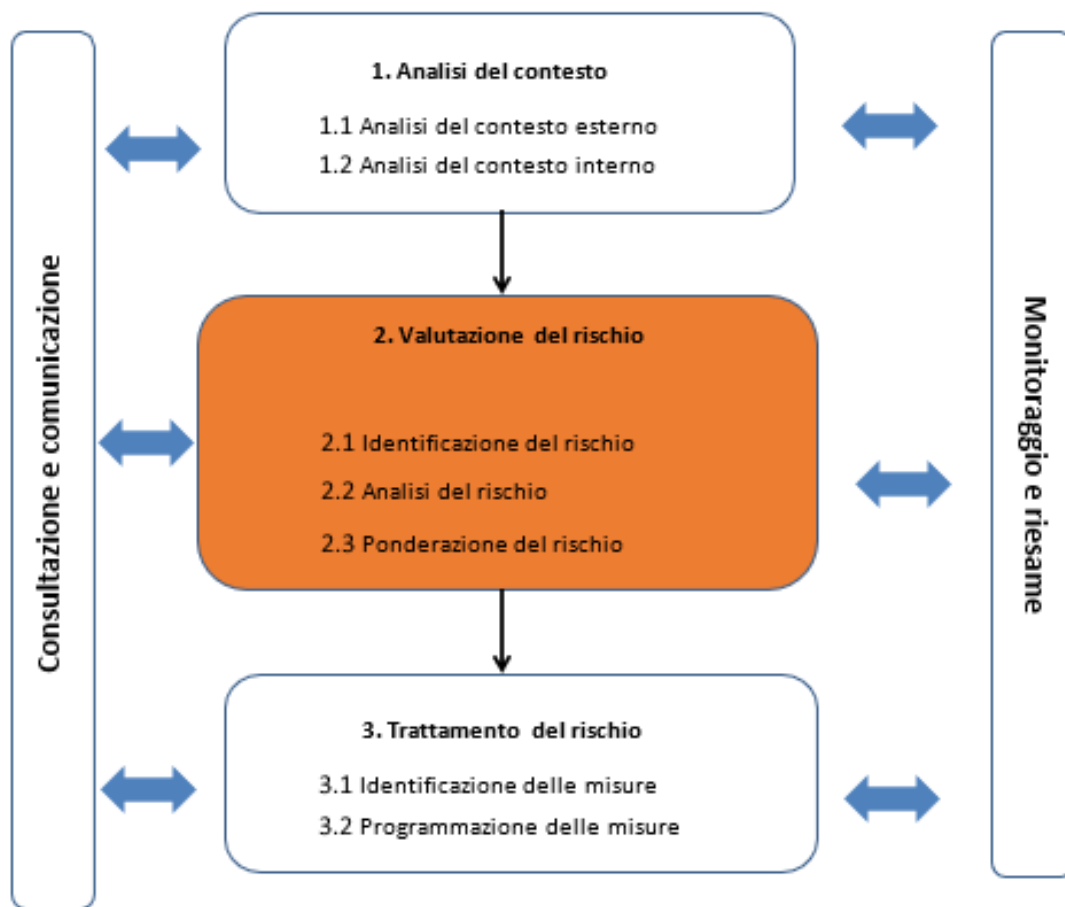 Consultazione e comunicazione
1. Analisi del contesto
1.1 Analisi del contesto esterno
1.2 Analisi del contesto interno
2. Valutazione del rischio
2.1 Identificazione del rischio
2.2 Analisi del rischio
2.3 Ponderazione del rischio
3. Trattamento del rischio
3.1 Identificazione delle misure
3.2 Programmazione delle misure
Monitoraggio e riesame